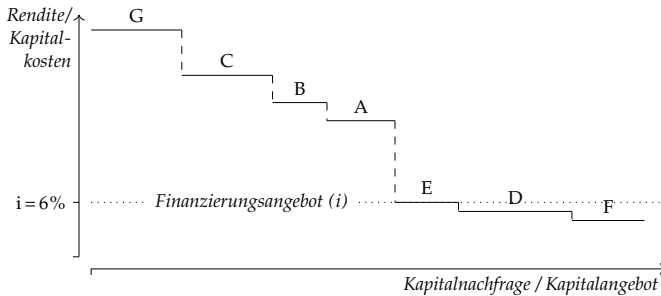 Rendite/
Kapital-
kosten
G
C
B
A
E
D
F
i = 6%
Finanzierungsangebot (i)
Kapitalnachfrage / Kapitalangebot